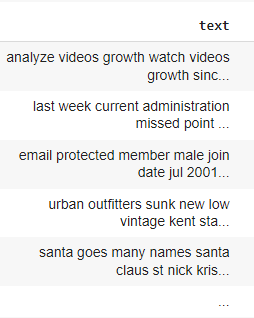 text
analyze videos growth watch videos
growth sinc...
last week current administration
missed point ...
email protected member male join
date jul 2001...
urban outfitters sunk new low
vintage kent sta...
santa goes many names santa
claus st nick kris...
...